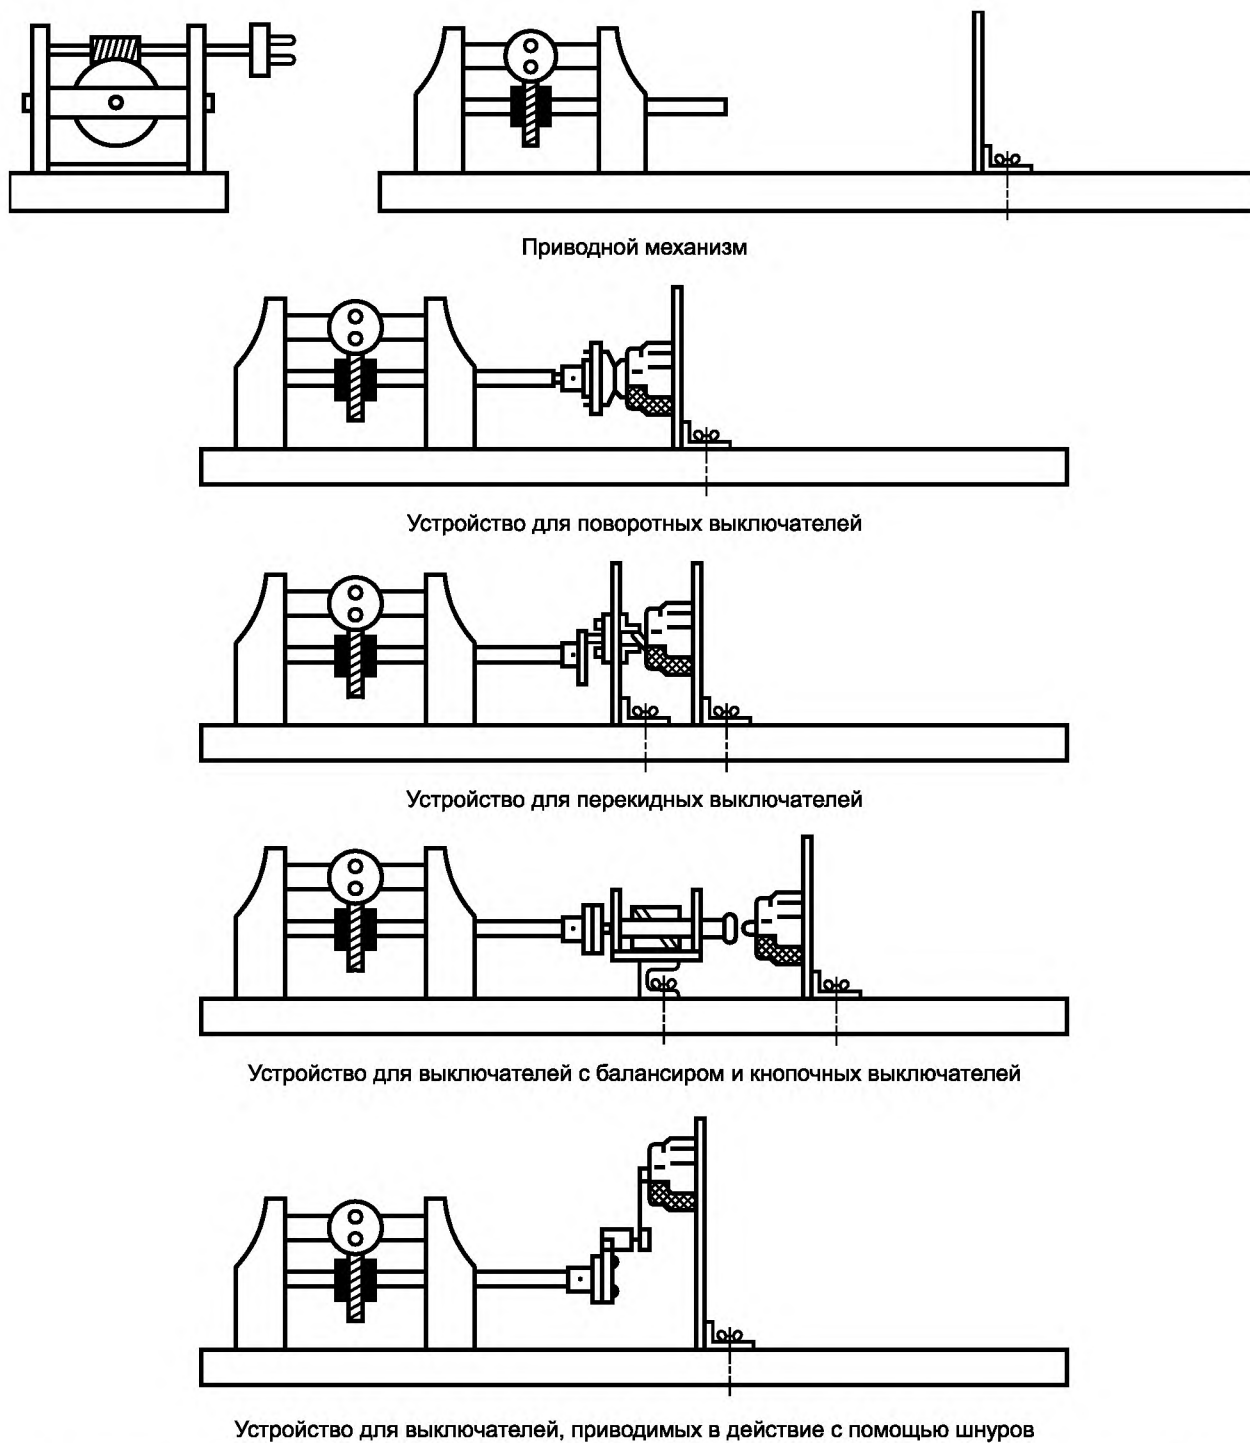 Приводной механизм
Устройство для поворотных выключателей
Устройство для перекидных выключателей
Устройство для выключателей с балансиром и кнопочных выключателей
Устройство для выключателей, приводимых в действие с помощью шнуров